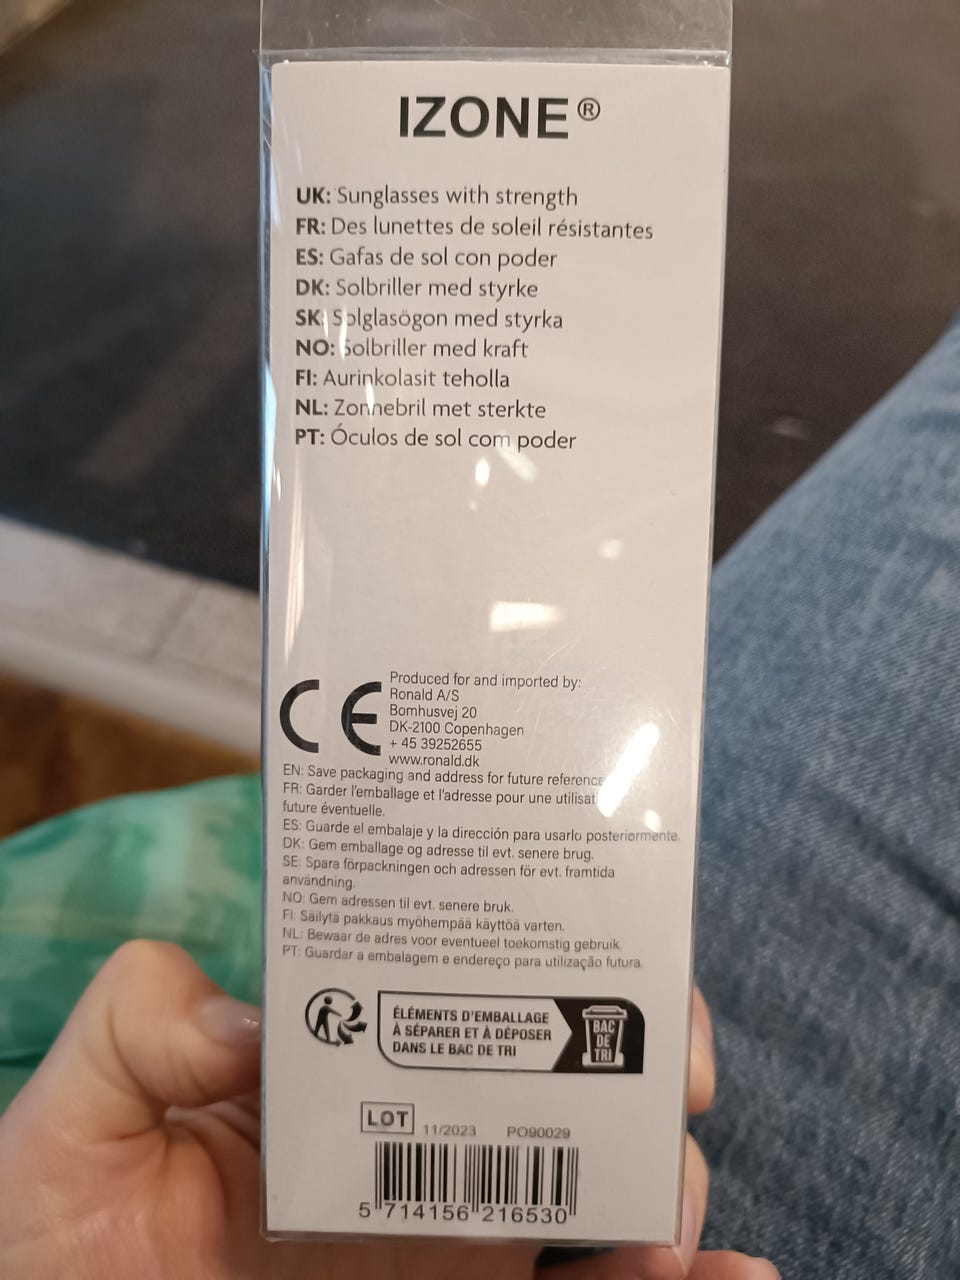 IZONE®
UK: Sunglasses with strength
FR: Des lunettes de soleil résistantes
ES: Gafas de sol con poder
DK: Solbriller med styrke
SK: Solglasögon med styrka
NO: Solbriller med kraft
FI: Aurinkolasit teholla
NL: Zonnebril met sterkte
PT: Óculos de sol com poder
CE
Produced for and imported by:
Ronald A/S
Bomhusvej 20
DK-2100 Copenhagen
+ 45 39252655
www.ronald.dk
EN: Save packaging and address for future reference
FR: Garder l'emballage et l'adresse pour une
future éventuelle.
ES: Guarde el embalaje y la dirección para usarlo posteriormente.
DK: Gem emballage og adresse til evt. senere brug.
SE: Spara förpackningen och adressen för evt. framtida
användning.
NO: Gem adressen til evt. senere bruk.
FI: Säilytä pakkaus myöhempää käyttöä varten.
NL: Bewaar de adres voor eventueel toekomstig gebruik.
PT: Guardar a embalagem e endereço para utilização futura.
ÉLÉMENTS D'EMBALLAGE
À SÉPARER ET À DÉPOSER
DANS LE BAC DE TRI
BAC
DE
TRI
LOT 11/2023 PO90029
5 714156 216530